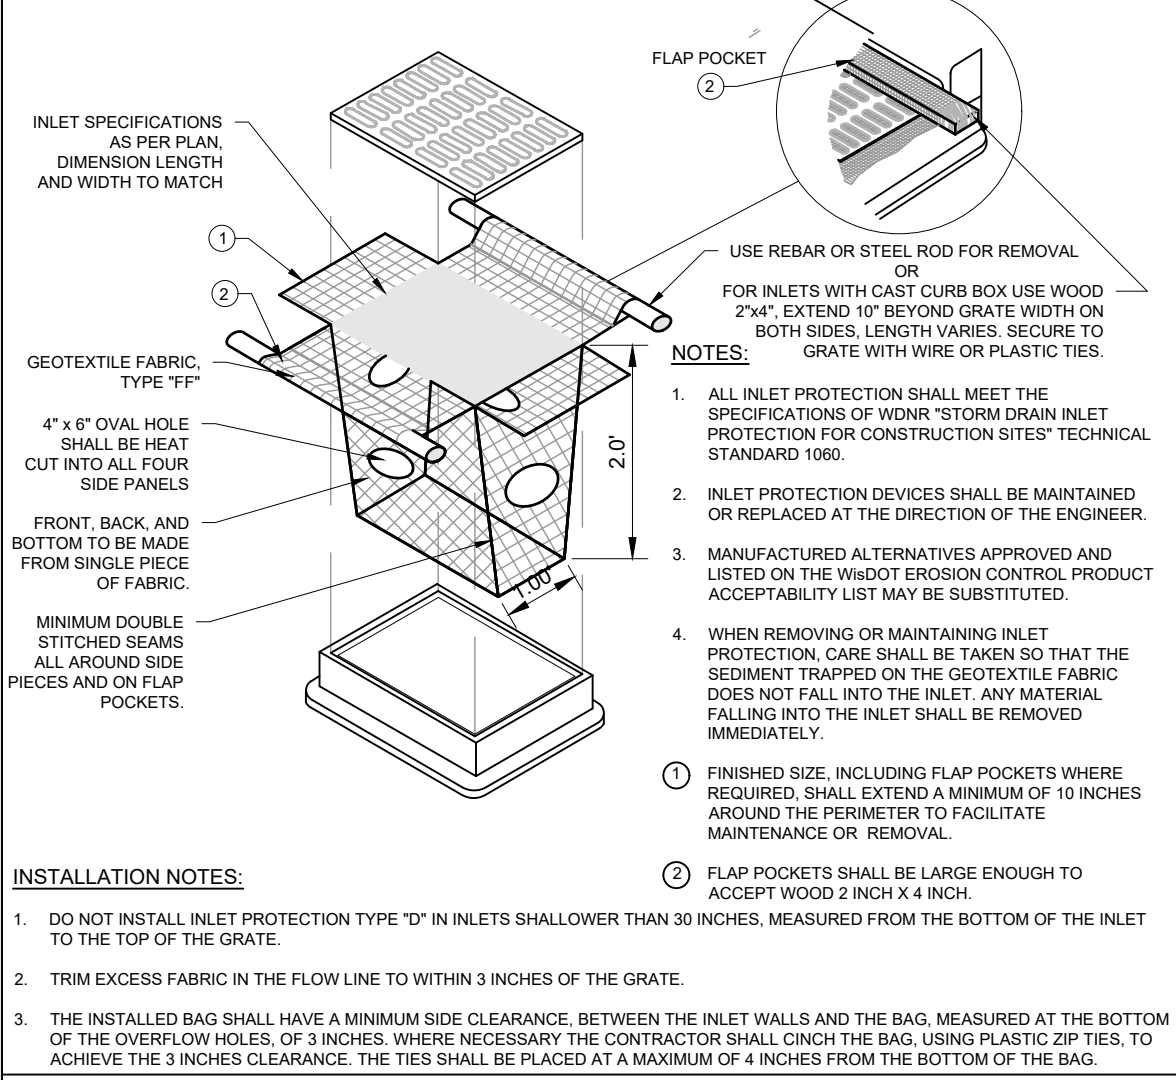 FLAP POCKET
2
INLET SPECIFICATIONS
AS PER PLAN,
DIMENSION LENGTH
AND WIDTH TO MATCH
1
2
GEOTEXTILE FABRIC,
TYPE "FF"
4" x 6" OVAL HOLE
SHALL BE HEAT
CUT INTO ALL FOUR
SIDE PANELS
FRONT, BACK, AND
BOTTOM TO BE MADE
FROM SINGLE PIECE
OF FABRIC.
MINIMUM DOUBLE
STITCHED SEAMS
ALL AROUND SIDE
PIECES AND ON FLAP
POCKETS.
2.0'
1.00'
USE REBAR OR STEEL ROD FOR REMOVAL
OR
FOR INLETS WITH CAST CURB BOX USE WOOD
2"x4", EXTEND 10" BEYOND GRATE WIDTH ON
BOTH SIDES, LENGTH VARIES. SECURE TO
GRATE WITH WIRE OR PLASTIC TIES.
NOTES:
1. ALL INLET PROTECTION SHALL MEET THE
SPECIFICATIONS OF WDNR "STORM DRAIN INLET
PROTECTION FOR CONSTRUCTION SITES" TECHNICAL
STANDARD 1060.
2. INLET PROTECTION DEVICES SHALL BE MAINTAINED
OR REPLACED AT THE DIRECTION OF THE ENGINEER.
3. MANUFACTURED ALTERNATIVES APPROVED AND
LISTED ON THE WisDOT EROSION CONTROL PRODUCT
ACCEPTABILITY LIST MAY BE SUBSTITUTED.
4. WHEN REMOVING OR MAINTAINING INLET
PROTECTION, CARE SHALL BE TAKEN SO THAT THE
SEDIMENT TRAPPED ON THE GEOTEXTILE FABRIC
DOES NOT FALL INTO THE INLET. ANY MATERIAL
FALLING INTO THE INLET SHALL BE REMOVED
IMMEDIATELY.
1 FINISHED SIZE, INCLUDING FLAP POCKETS WHERE
REQUIRED, SHALL EXTEND A MINIMUM OF 10 INCHES
AROUND THE PERIMETER TO FACILITATE
MAINTENANCE OR REMOVAL.
2 FLAP POCKETS SHALL BE LARGE ENOUGH TO
ACCEPT WOOD 2 INCH X 4 INCH.
INSTALLATION NOTES:
1. DO NOT INSTALL INLET PROTECTION TYPE "D" IN INLETS SHALLOWER THAN 30 INCHES, MEASURED FROM THE BOTTOM OF THE INLET
TO THE TOP OF THE GRATE.
2. TRIM EXCESS FABRIC IN THE FLOW LINE TO WITHIN 3 INCHES OF THE GRATE.
3. THE INSTALLED BAG SHALL HAVE A MINIMUM SIDE CLEARANCE, BETWEEN THE INLET WALLS AND THE BAG, MEASURED AT THE BOTTOM
OF THE OVERFLOW HOLES, OF 3 INCHES. WHERE NECESSARY THE CONTRACTOR SHALL CINCH THE BAG, USING PLASTIC ZIP TIES, TO
ACHIEVE THE 3 INCHES CLEARANCE. THE TIES SHALL BE PLACED AT A MAXIMUM OF 4 INCHES FROM THE BOTTOM OF THE BAG.